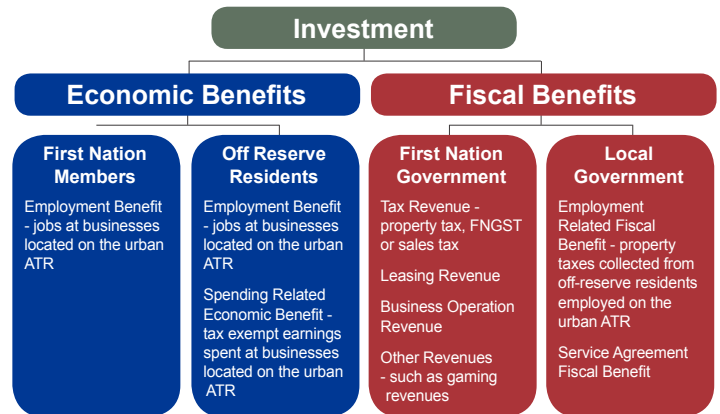 Investment
Economic Benefits
Fiscal Benefits
First Nation
Members
Employment Benefit
- jobs at businesses
located on the urban
ATR
Off Reserve
Residents
Employment Benefit
- jobs at businesses
located on the urban
ATR
Spending Related
Economic Benefit -
tax exempt earnings
spent at businesses
located on the urban
ATR
First Nation
Government
Tax Revenue -
property tax, FNGST
or sales tax
Leasing Revenue
Business Operation
Revenue
Other Revenues
- such as gaming
revenues
Local
Government
Employment
Related Fiscal
Benefit - property
taxes collected from
off-reserve residents
employed on the
urban ATR
Service Agreement
Fiscal Benefit